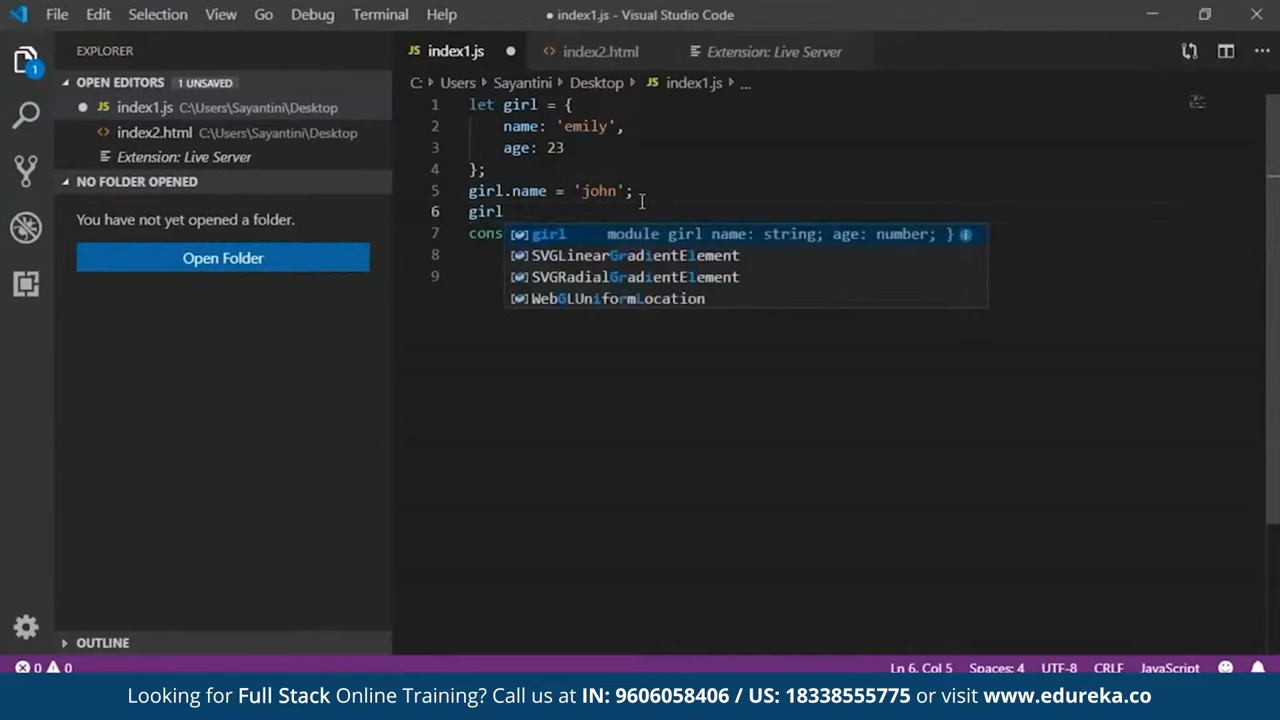 File Edit Selection View Go Debug Terminal Help
● index1.js - Visual Studio Code
EXPLORER
OPEN EDITORS 1 UNSAVED
JS index1.js C:\Users\Sayantini\Desktop
<> index2.html C:\Users\Sayantini\Desktop
Extension: Live Server
NO FOLDER OPENED
You have not yet opened a folder.
Open Folder
OUTLINE
1
JS index1.js ● <> index2.html Extension: Live Server
C: > Users > Sayantini > Desktop > JS index1.js > ...
1 let girl = {
2 name: 'emily',
3 age: 23
4 };
5 girl.name = 'john';
6 girl
7 cons
8
9
girl module girl name: string; age: number; }
SVGLinearGradientElement
SVGRadialGradientElement
WebGLUniformLocation
0 0 Ln 6, Col 5 Spaces: 4 UTF-8 CRLF JavaScript
Looking for Full Stack Online Training? Call us at IN: 9606058406 / US: 18338555775 or visit www.edureka.co